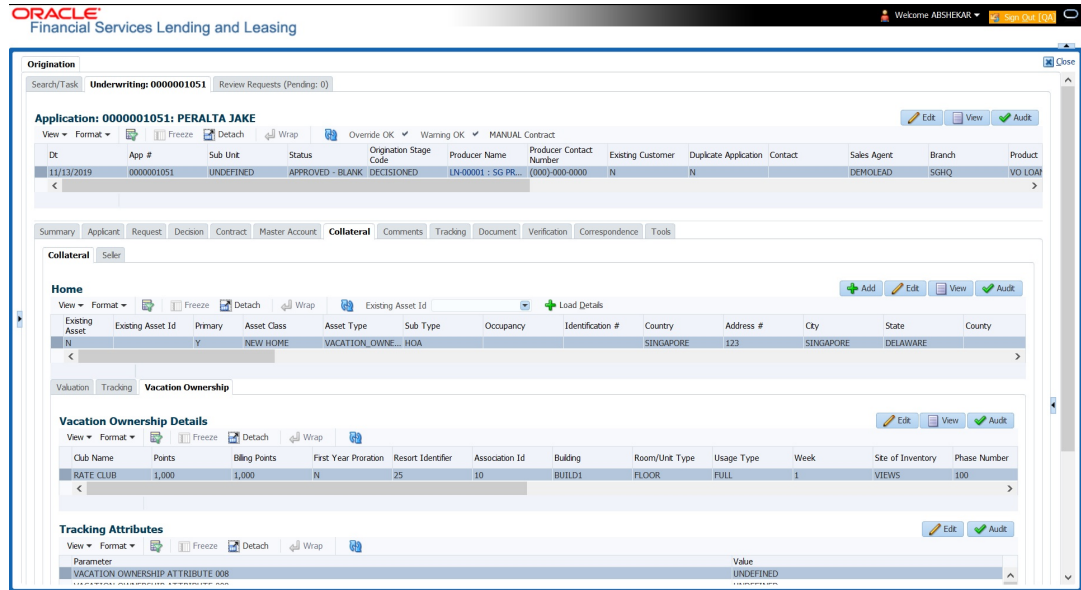 ORACLE
Financial Services Lending and Leasing
Welcome ABSHEKAR Sign Out [QA]
Close
Origination
Search/Task Underwriting: 0000001051 Review Requests (Pending: 0)
Application: 0000001051: PERALTA JAKE
Edit View Audit
View Format Freeze Detach Wrap Override OK Warning OK MANUAL Contract
Dt App # Sub Unit Status Origination Stage Code Producer Name Producer Contact Number Existing Customer Duplicate Application Contact Sales Agent Branch Product
11/13/2019 0000001051 UNDEFINED APPROVED - BLANK DECISIONED LN-00001 : SG PR... (000)-000-0000 N N DEMOLEAD SGHQ VO LOAN
Summary Applicant Request Decision Contract Master Account Collateral Comments Tracking Document Verification Correspondence Tools
Collateral Seller
Home
Add Edit View Audit
View Format Freeze Detach Wrap Existing Asset Id Load Details
Existing Asset Existing Asset Id Primary Asset Class Asset Type Sub Type Occupancy Identification # Country Address # City State County
N Y NEW HOME VACATION_OWNE... HOA SINGAPORE 123 SINGAPORE DELAWARE
Valuation Tracking Vacation Ownership
Vacation Ownership Details
Edit View Audit
View Format Freeze Detach Wrap
Club Name Points Billing Points First Year Proration Resort Identifier Association Id Building Room/Unit Type Usage Type Week Site of Inventory Phase Number
RATE CLUB 1,000 1,000 N 25 10 BUILD1 FLOOR FULL 1 VIEWS 100
Tracking Attributes
Edit Audit
View Format Freeze Detach Wrap
Parameter Value
VACATION OWNERSHIP ATTRIBUTE 008 UNDEFINED